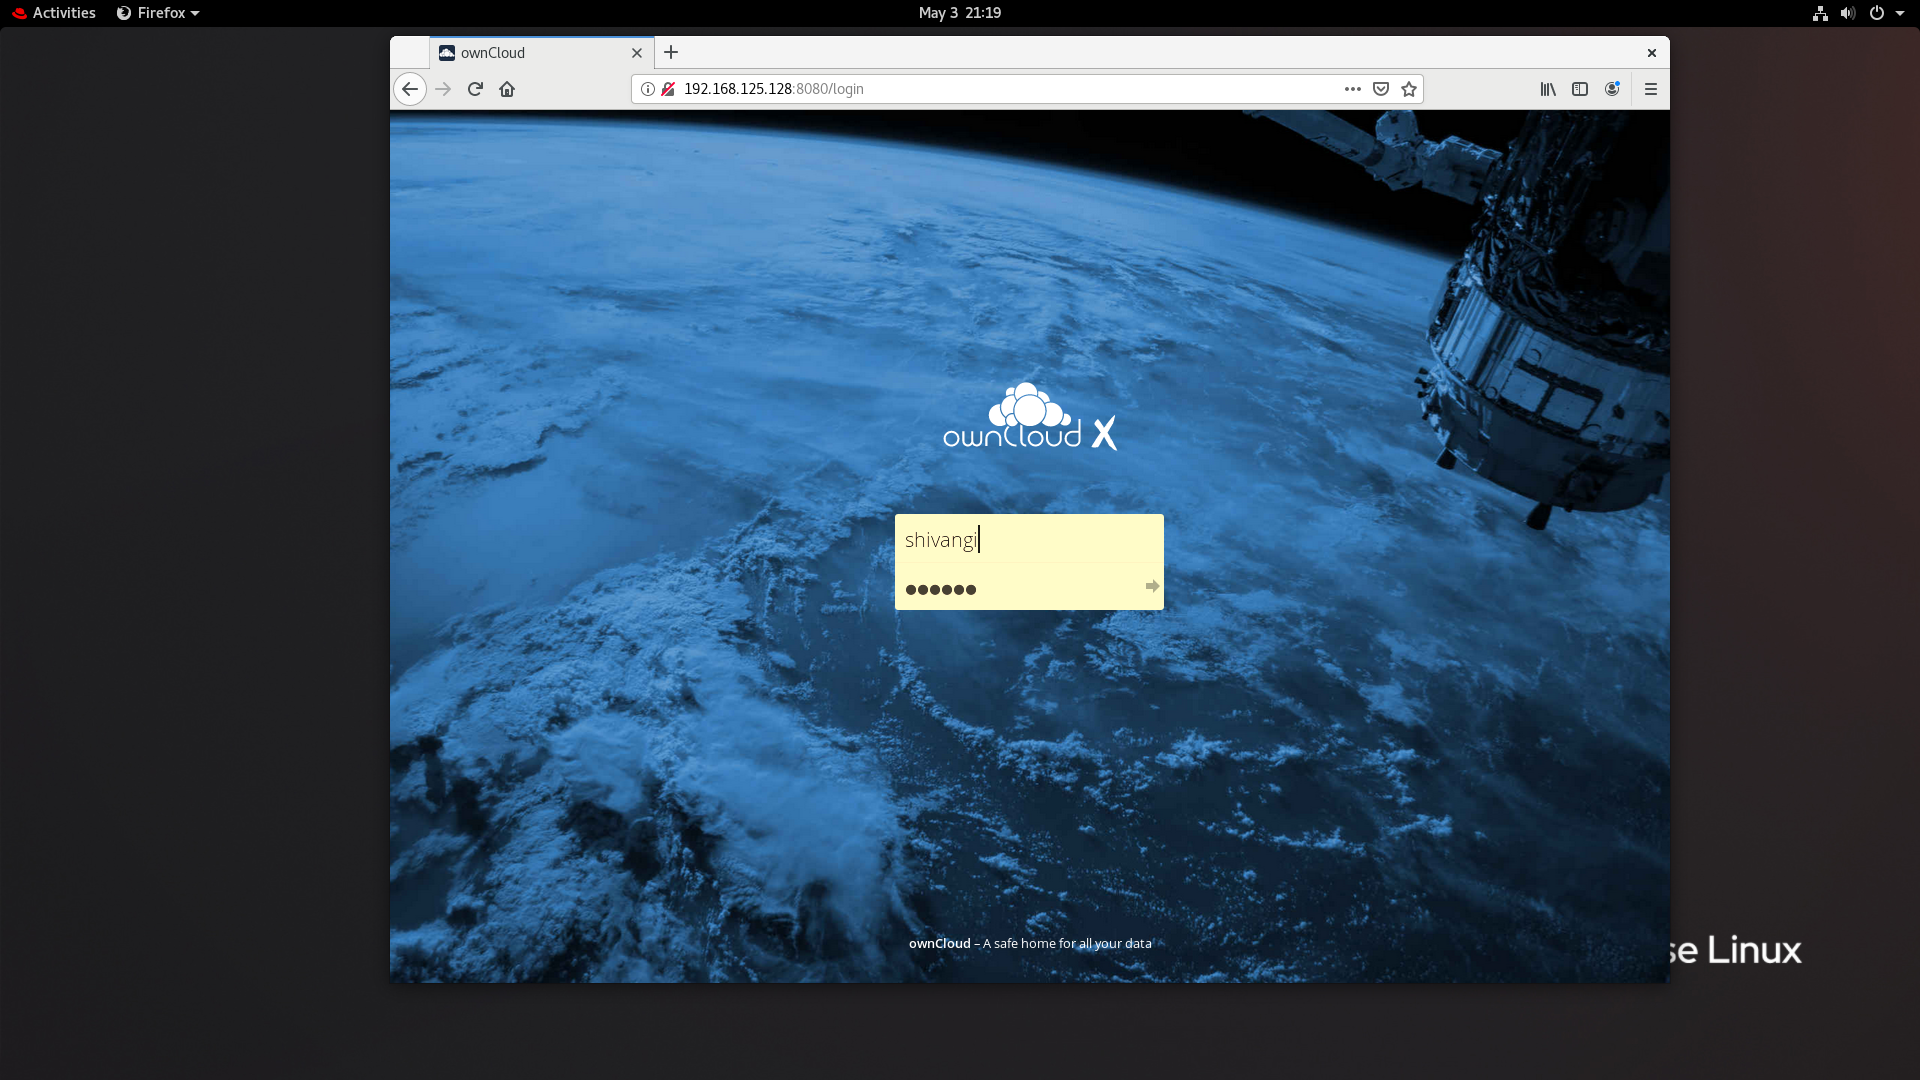 Activities
Firefox
May 3 21:19
ownCloud
192.168.125.128:8080/login
ownCloud X
shivangi
ownCloud – A safe home for all your data
se Linux